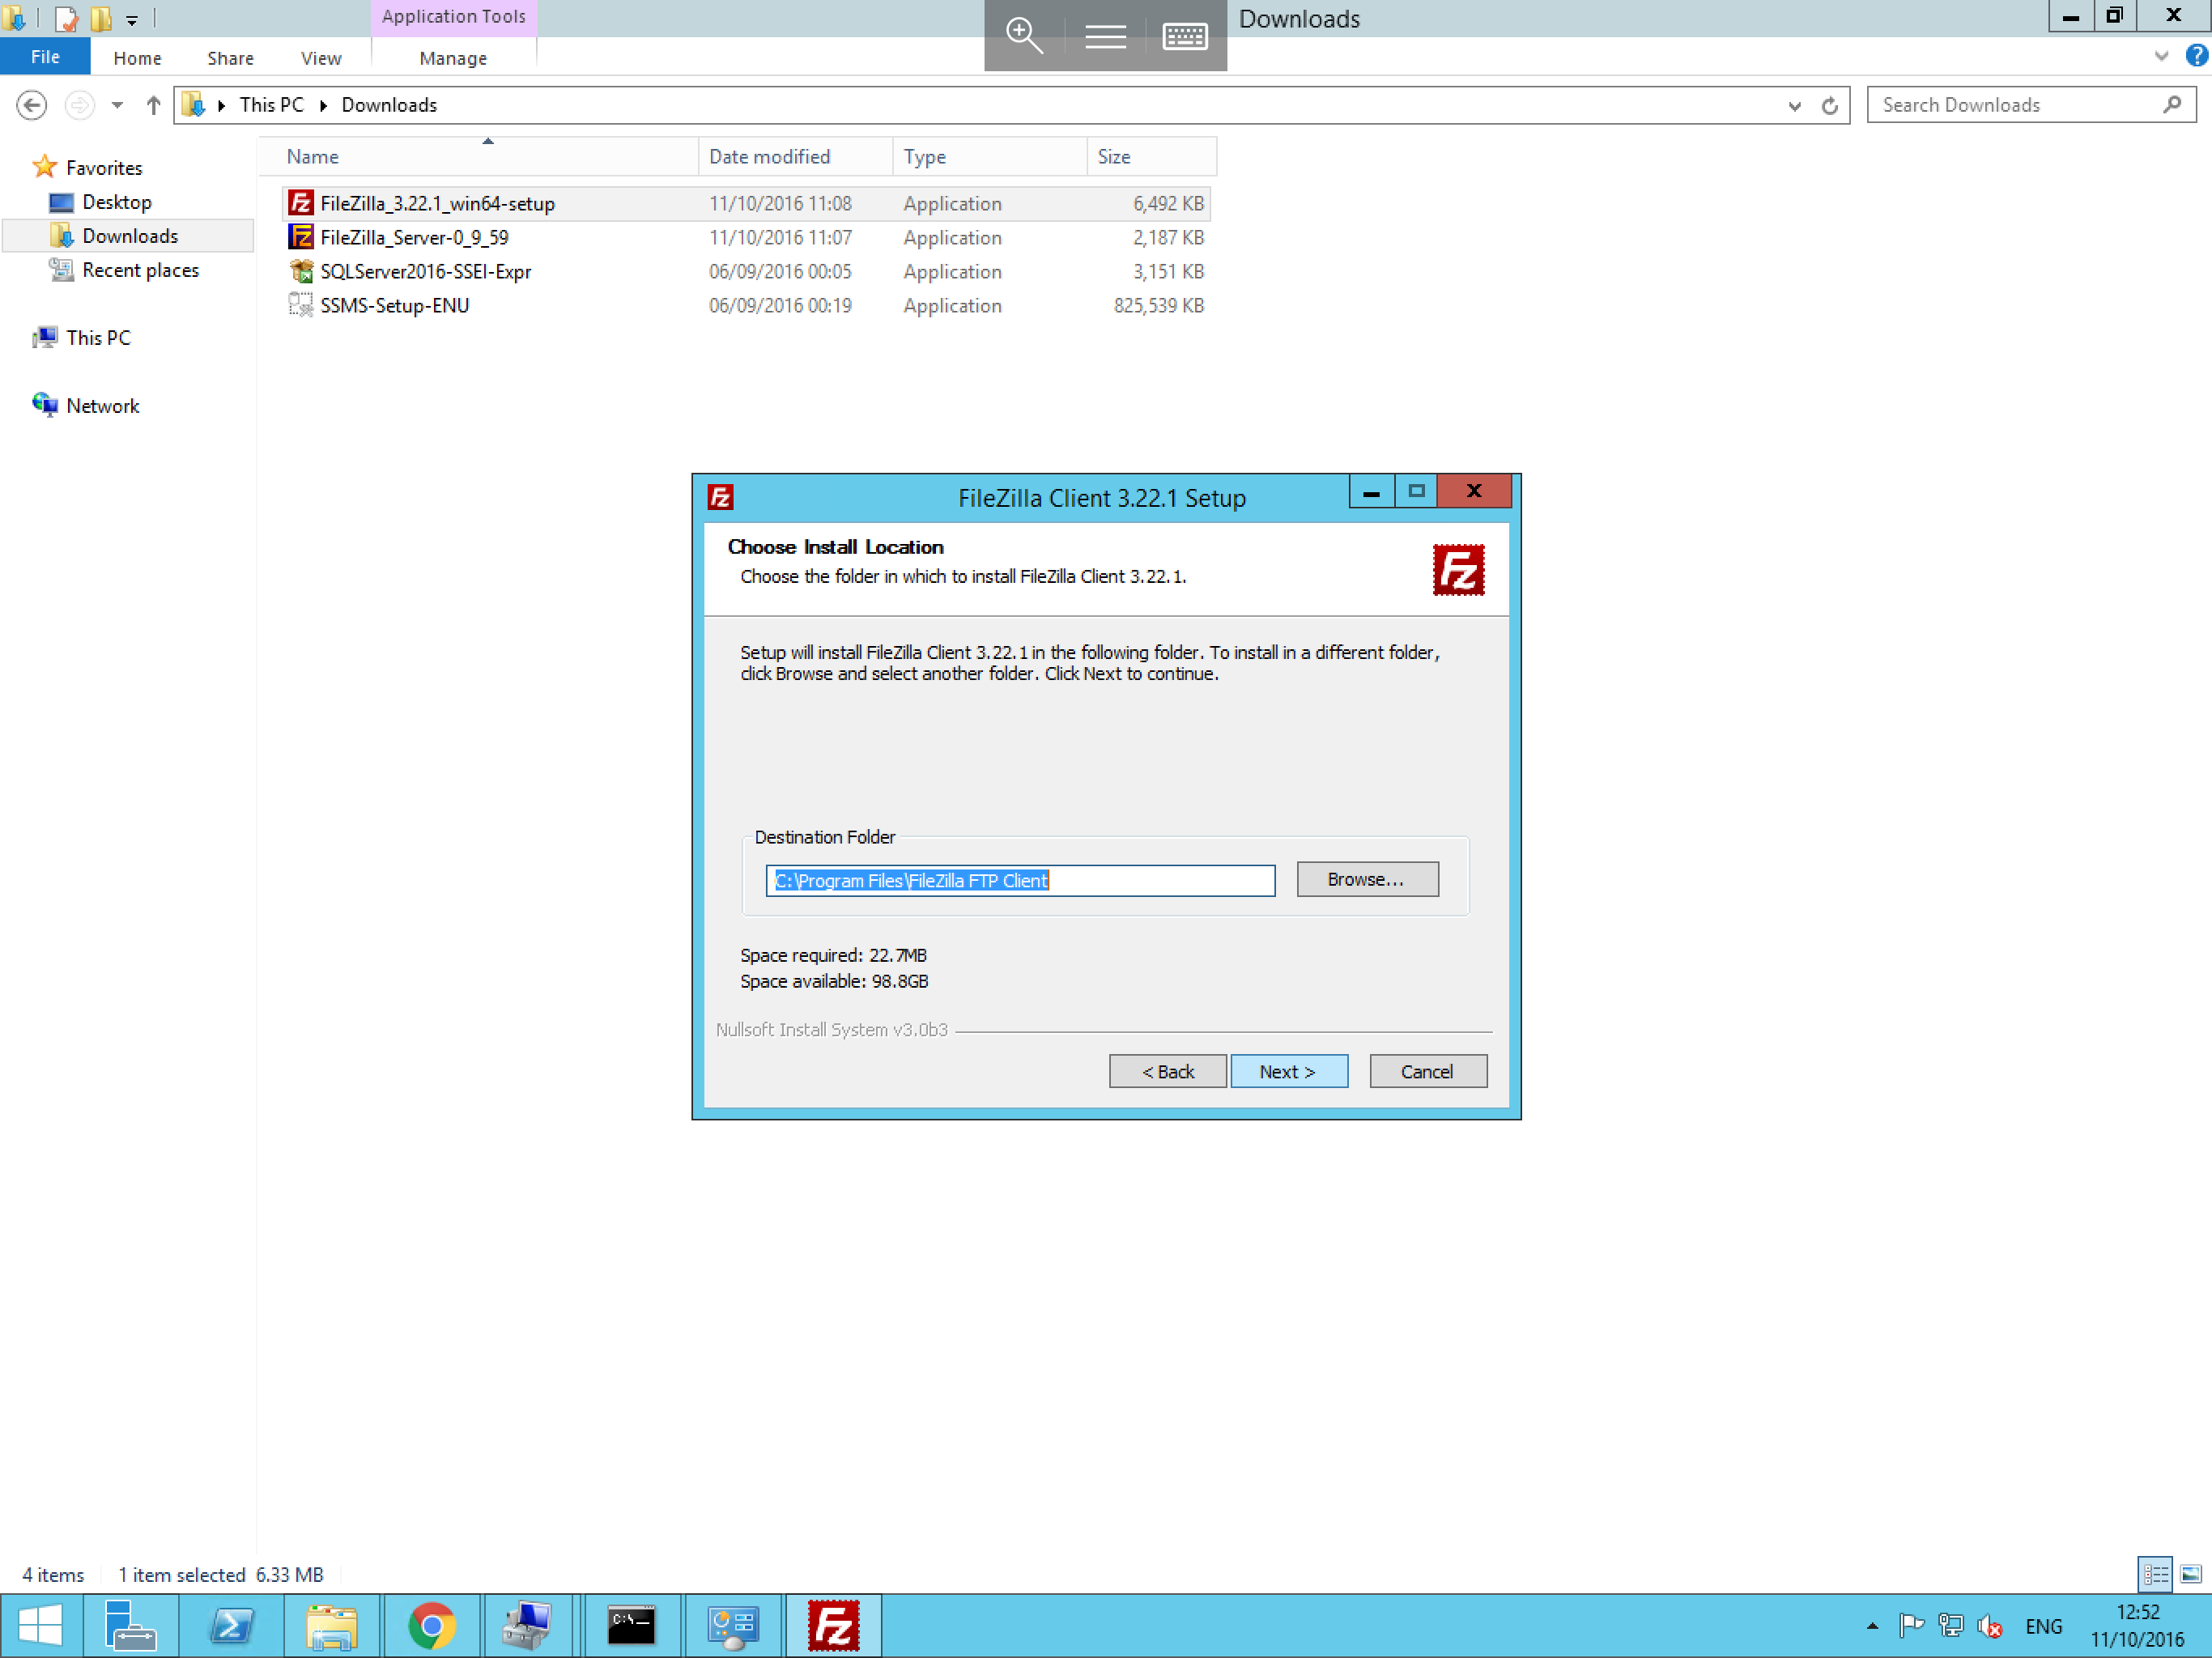 Application Tools
Downloads
File
Home
Share
View
Manage
This PC
Downloads
Search Downloads
Name
Date modified
Type
Size
Favorites
Desktop
Downloads
Recent places
This PC
Network
FileZilla_3.22.1_win64-setup 11/10/2016 11:08 Application 6,492 KB
FileZilla_Server-0_9_59 11/10/2016 11:07 Application 2,187 KB
SQLServer2016-SSEI-Expr 06/09/2016 00:05 Application 3,151 KB
SSMS-Setup-ENU 06/09/2016 00:19 Application 825,539 KB
FileZilla Client 3.22.1 Setup
Choose Install Location
Choose the folder in which to install FileZilla Client 3.22.1.
Setup will install FileZilla Client 3.22.1 in the following folder. To install in a different folder,
click Browse and select another folder. Click Next to continue.
Destination Folder
C:\Program Files\FileZilla FTP Client
Browse...
Space required: 22.7MB
Space available: 98.8GB
Nullsoft Install System v3.0b3
< Back
Next >
Cancel
4 items
1 item selected 6.33 MB
C:\_
ENG
12:52
11/10/2016